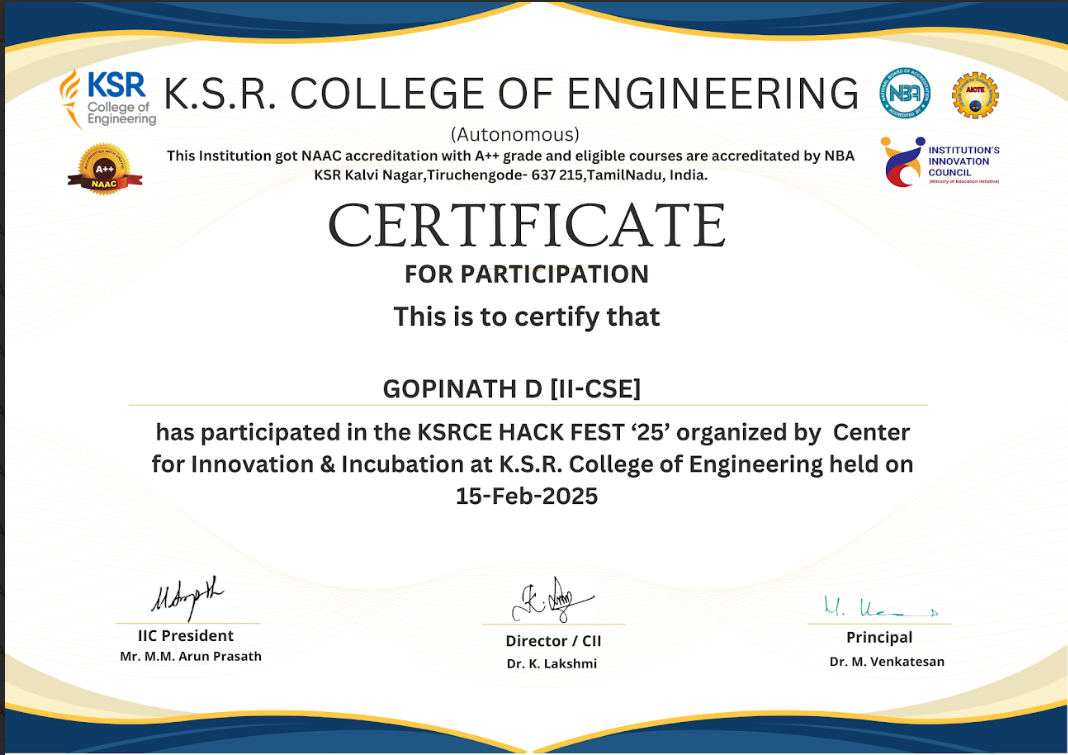 KSR
College of
Engineering
K.S.R. COLLEGE OF ENGINEERING
(Autonomous)
This Institution got NAAC accreditation with A++ grade and eligible courses are accreditated by NBA
KSR Kalvi Nagar,Tiruchengode- 637 215,TamilNadu, India.
A++
NAAC
NBA
AICTE
INSTITUTION'S
INNOVATION
COUNCIL
(Ministry of Education Initiative)
CERTIFICATE
FOR PARTICIPATION
This is to certify that
GOPINATH D [II-CSE]
has participated in the KSRCE HACK FEST ‘25’ organized by Center
for Innovation & Incubation at K.S.R. College of Engineering held on
15-Feb-2025
IIC President
Mr. M.M. Arun Prasath
Director / CII
Dr. K. Lakshmi
Principal
Dr. M. Venkatesan